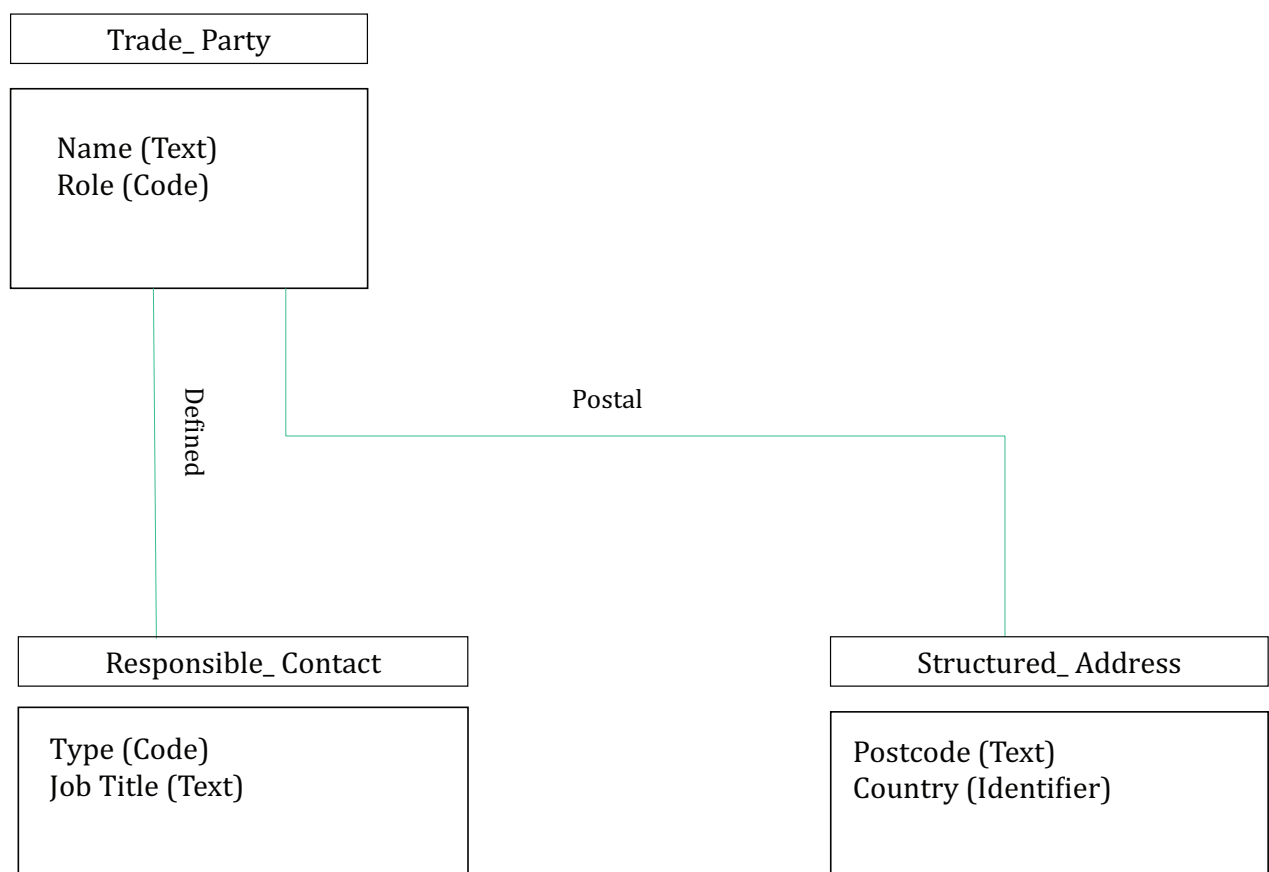 Trade_ Party
Name (Text)
Role (Code)
Defined
Postal
Responsible_ Contact
Structured_ Address
Type (Code)
Job Title (Text)
Postcode (Text)
Country (Identifier)